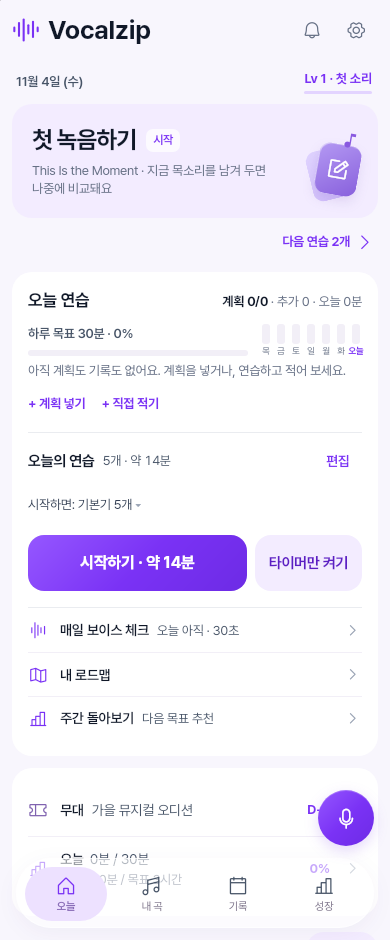 Vocalzip
11월 4일 (수)
Lv 1 · 첫 소리
첫 녹음하기 시작
This Is the Moment · 지금 목소리를 남겨 두면
나중에 비교돼요
다음 연습 2개
오늘 연습
계획 0/0 · 추가 0 · 오늘 0분
하루 목표 30분 · 0%
목 금 토 일 월 화 오늘
아직 계획도 기록도 없어요. 계획을 넣거나, 연습하고 적어 보세요.
+ 계획 넣기 + 직접 적기
오늘의 연습 5개 · 약 14분
편집
시작하면: 기본기 5개
시작하기 · 약 14분
타이머만 켜기
매일 보이스 체크 오늘 아직 · 30초
내 로드맵
주간 돌아보기 다음 목표 추천
무대 가을 뮤지컬 오디션
D-
오늘 0분 / 30분
0분 / 목표 시간
0%
오늘 내 곡 기록 성장